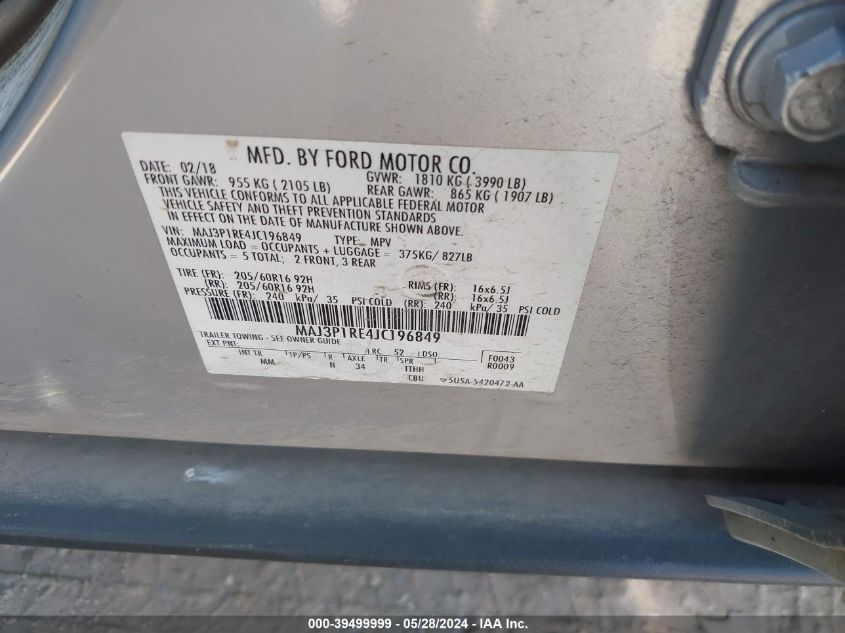 MFD. BY FORD MOTOR CO.
DATE: 02/18 GVWR: 1810 KG ( 3990 LB)
FRONT GAWR: 955 KG ( 2105 LB) REAR GAWR: 865 KG ( 1907 LB)
THIS VEHICLE CONFORMS TO ALL APPLICABLE FEDERAL MOTOR
VEHICLE SAFETY AND THEFT PREVENTION STANDARDS
IN EFFECT ON THE DATE OF MANUFACTURE SHOWN ABOVE.
VIN: MAJ3P1RE4JC196849 TYPE: MPV
MAXIMUM LOAD = OCCUPANTS + LUGGAGE = 375KG/ 827LB
OCCUPANTS = 5 TOTAL; 2 FRONT, 3 REAR
TIRE (FR): 205/60R16 92H RIMS (FR): 16x6.5J
(RR): 205/60R16 92H (RR): 16x6.5J
PRESSURE (FR): 240 kPa/ 35 PSI COLD (RR): 240 kPa/ 35 PSI COLD
MAJ3P1RE4JC196849
TRAILER TOWING - SEE OWNER GUIDE
EXT PNT: RC: 52 DSO F0043
INT TR TP/PS R AXLE TR SPR R0009
MM N 34 TTHH
CBU 5U5A-5420472-AA
000-39499999 - 05/28/2024 - IAA Inc.